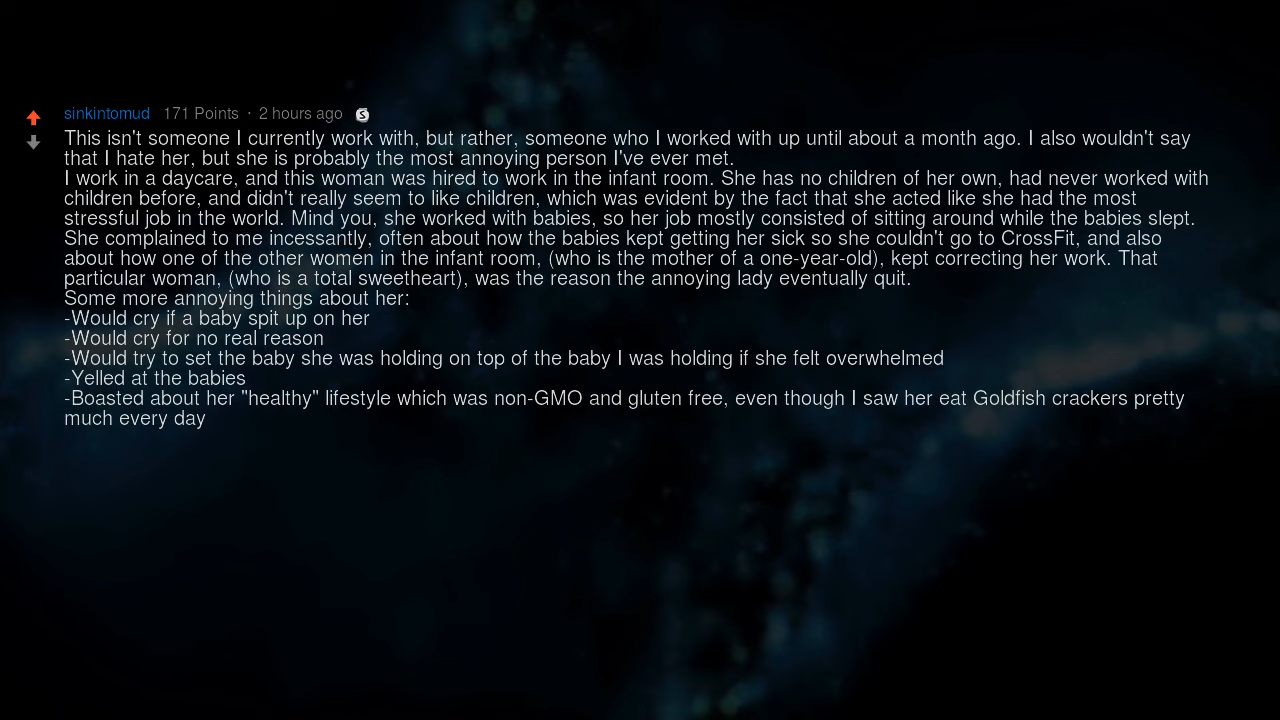 sinkintomud 171 Points · 2 hours ago S
This isn't someone I currently work with, but rather, someone who I worked with up until about a month ago. I also wouldn't say
that I hate her, but she is probably the most annoying person I've ever met.
I work in a daycare, and this woman was hired to work in the infant room. She has no children of her own, had never worked with
children before, and didn't really seem to like children, which was evident by the fact that she acted like she had the most
stressful job in the world. Mind you, she worked with babies, so her job mostly consisted of sitting around while the babies slept.
She complained to me incessantly, often about how the babies kept getting her sick so she couldn't go to CrossFit, and also
about how one of the other women in the infant room, (who is the mother of a one-year-old), kept correcting her work. That
particular woman, (who is a total sweetheart), was the reason the annoying lady eventually quit.
Some more annoying things about her:
-Would cry if a baby spit up on her
-Would cry for no real reason
-Would try to set the baby she was holding on top of the baby I was holding if she felt overwhelmed
-Yelled at the babies
-Boasted about her "healthy" lifestyle which was non-GMO and gluten free, even though I saw her eat Goldfish crackers pretty
much every day